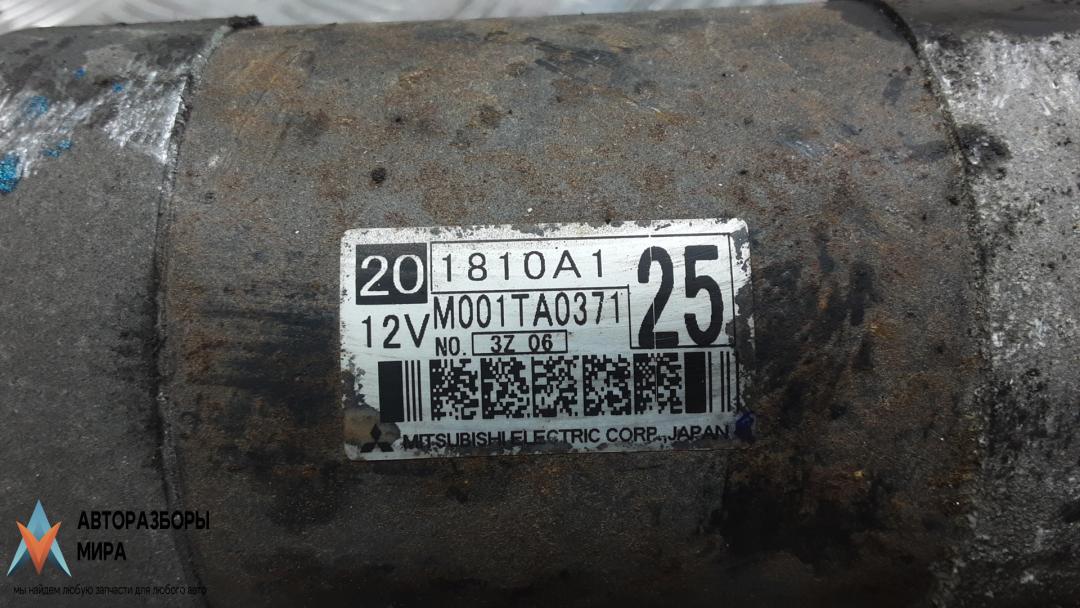 20 1810A1 25
12V M001TA0371
NO. 3Z 06
MITSUBISHI ELECTRIC CORP. JAPAN
АВТОРАЗБОРЫ
МИРА
мы найдем любую запчасти для любого авто